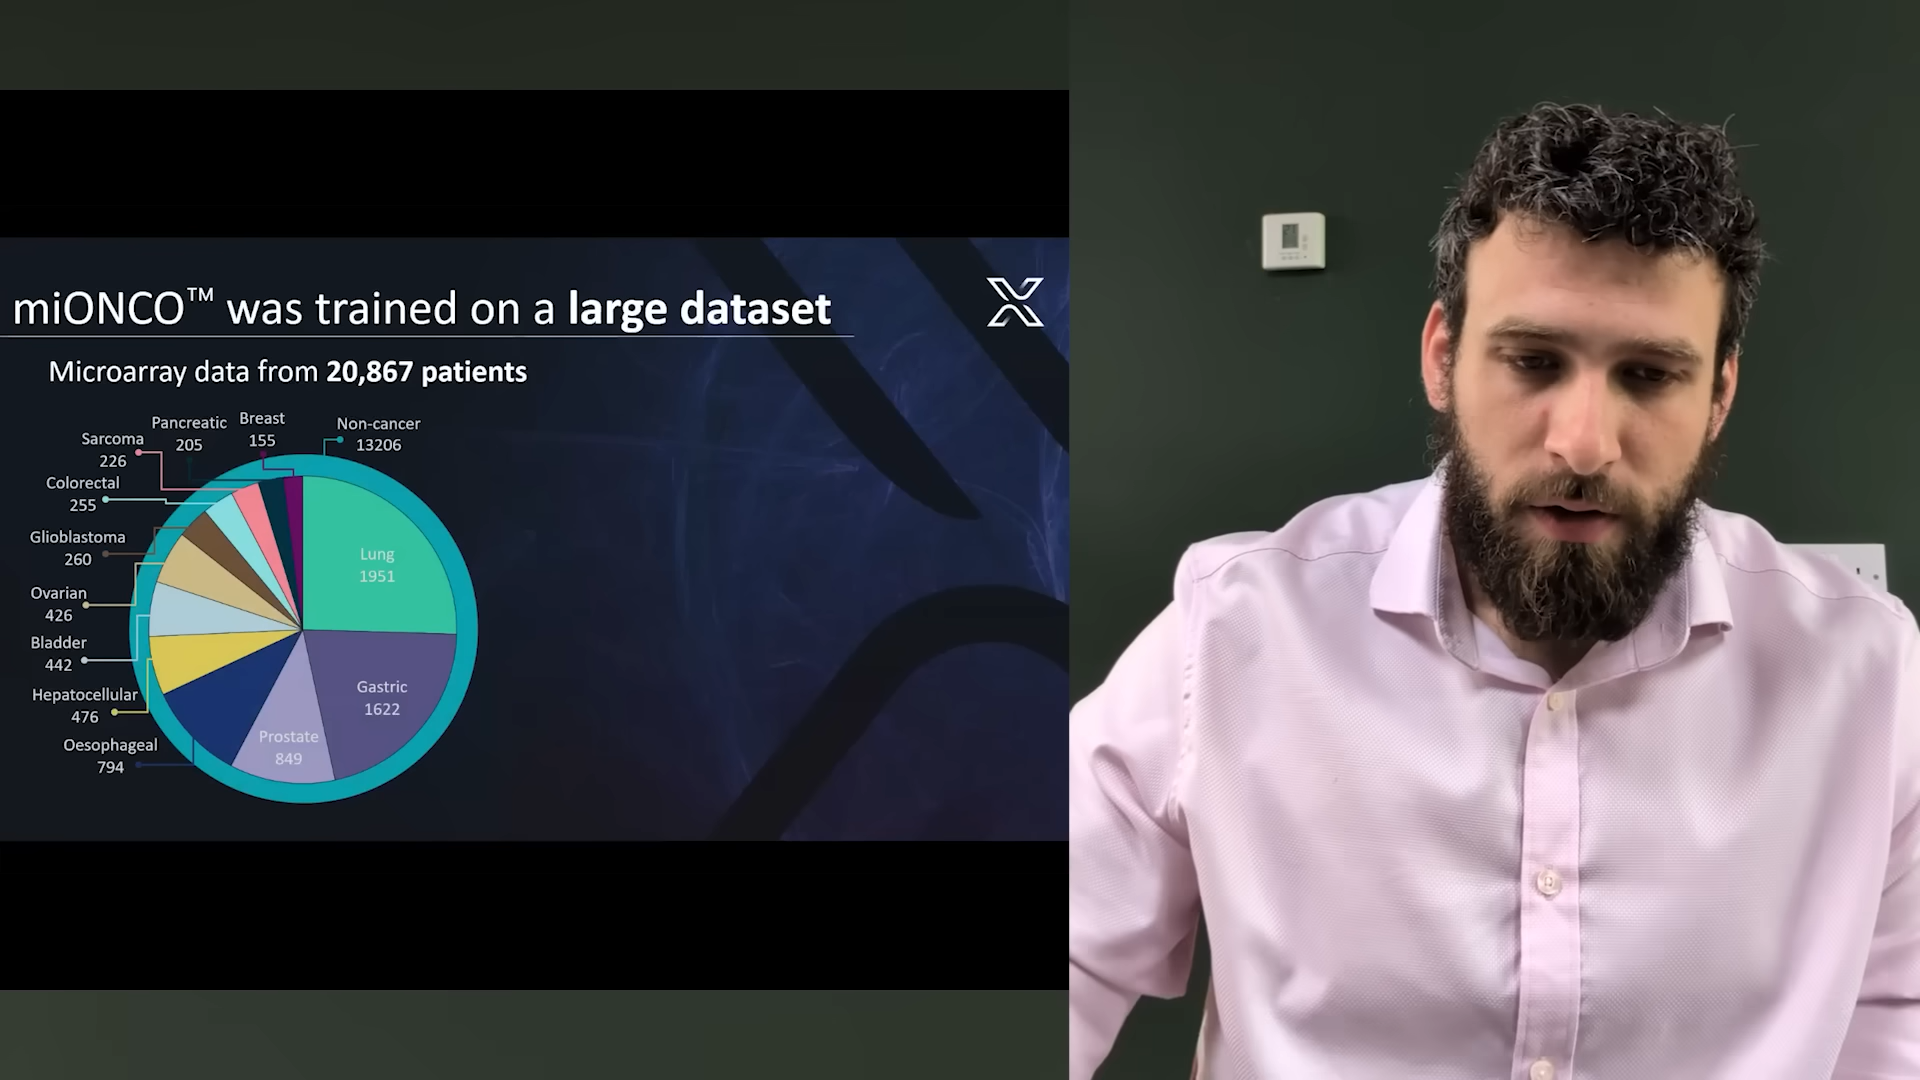 miONCO™ was trained on a large dataset
Microarray data from 20,867 patients
Pancreatic
205
Breast
155
Non-cancer
13206
Sarcoma
226
Colorectal
255
Glioblastoma
260
Ovarian
426
Bladder
442
Hepatocellular
476
Oesophageal
794
Lung
1951
Gastric
1622
Prostate
849